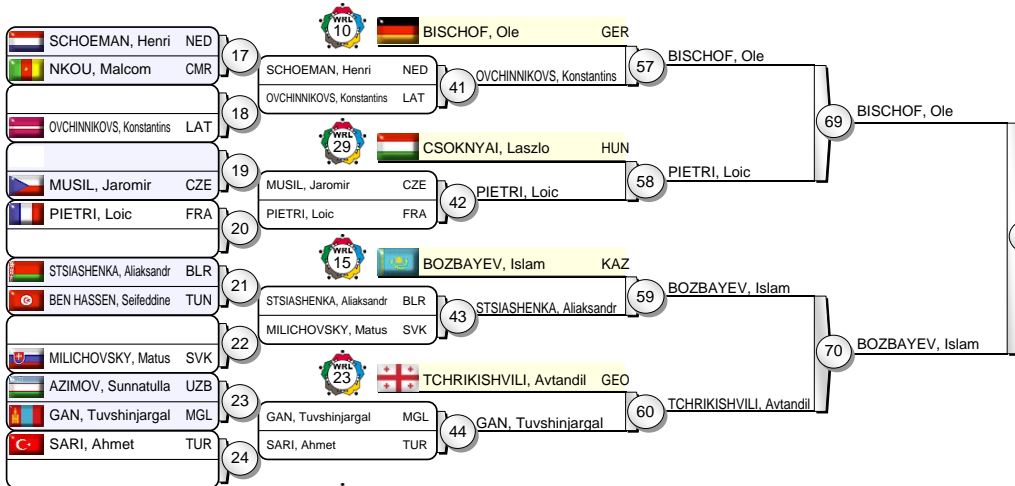 SCHOEMAN, Henri NED
NKOU, Malcom CMR
17
OVCHINNIKOVS, Konstantins LAT
18
MUSIL, Jaromir CZE
19
PIETRI, Loic FRA
20
STSIASHENKA, Aliaksandr BLR
BEN HASSEN, Seifeddine TUN
21
MILICHOVSKY, Matus SVK
22
AZIMOV, Sunnatulla UZB
GAN, Tuvshinjargal MGL
23
SARI, Ahmet TUR
24
WRL 10
BISCHOF, Ole GER
SCHOEMAN, Henri NED
OVCHINNIKOVS, Konstantins LAT
41
OVCHINNIKOVS, Konstantins
57
WRL 29
CSOKNYAI, Laszlo HUN
MUSIL, Jaromir CZE
PIETRI, Loic FRA
42
PIETRI, Loic
58
WRL 15
BOZBAYEV, Islam KAZ
STSIASHENKA, Aliaksandr BLR
MILICHOVSKY, Matus SVK
43
STSIASHENKA, Aliaksandr
59
WRL 23
TCHRIKISHVILI, Avtandil GEO
GAN, Tuvshinjargal MGL
SARI, Ahmet TUR
44
GAN, Tuvshinjargal
60
BISCHOF, Ole
PIETRI, Loic
69
BOZBAYEV, Islam
TCHRIKISHVILI, Avtandil
70
BISCHOF, Ole
BOZBAYEV, Islam